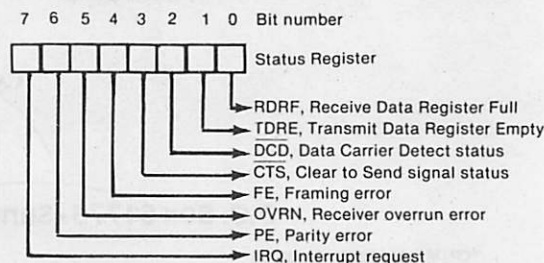 7 6 5 4 3 2 1 0 Bit number
Status Register
RDRF, Receive Data Register Full
TDRE, Transmit Data Register Empty
DCD, Data Carrier Detect status
CTS, Clear to Send signal status
FE, Framing error
OVRN, Receiver overrun error
PE, Parity error
IRQ, Interrupt request